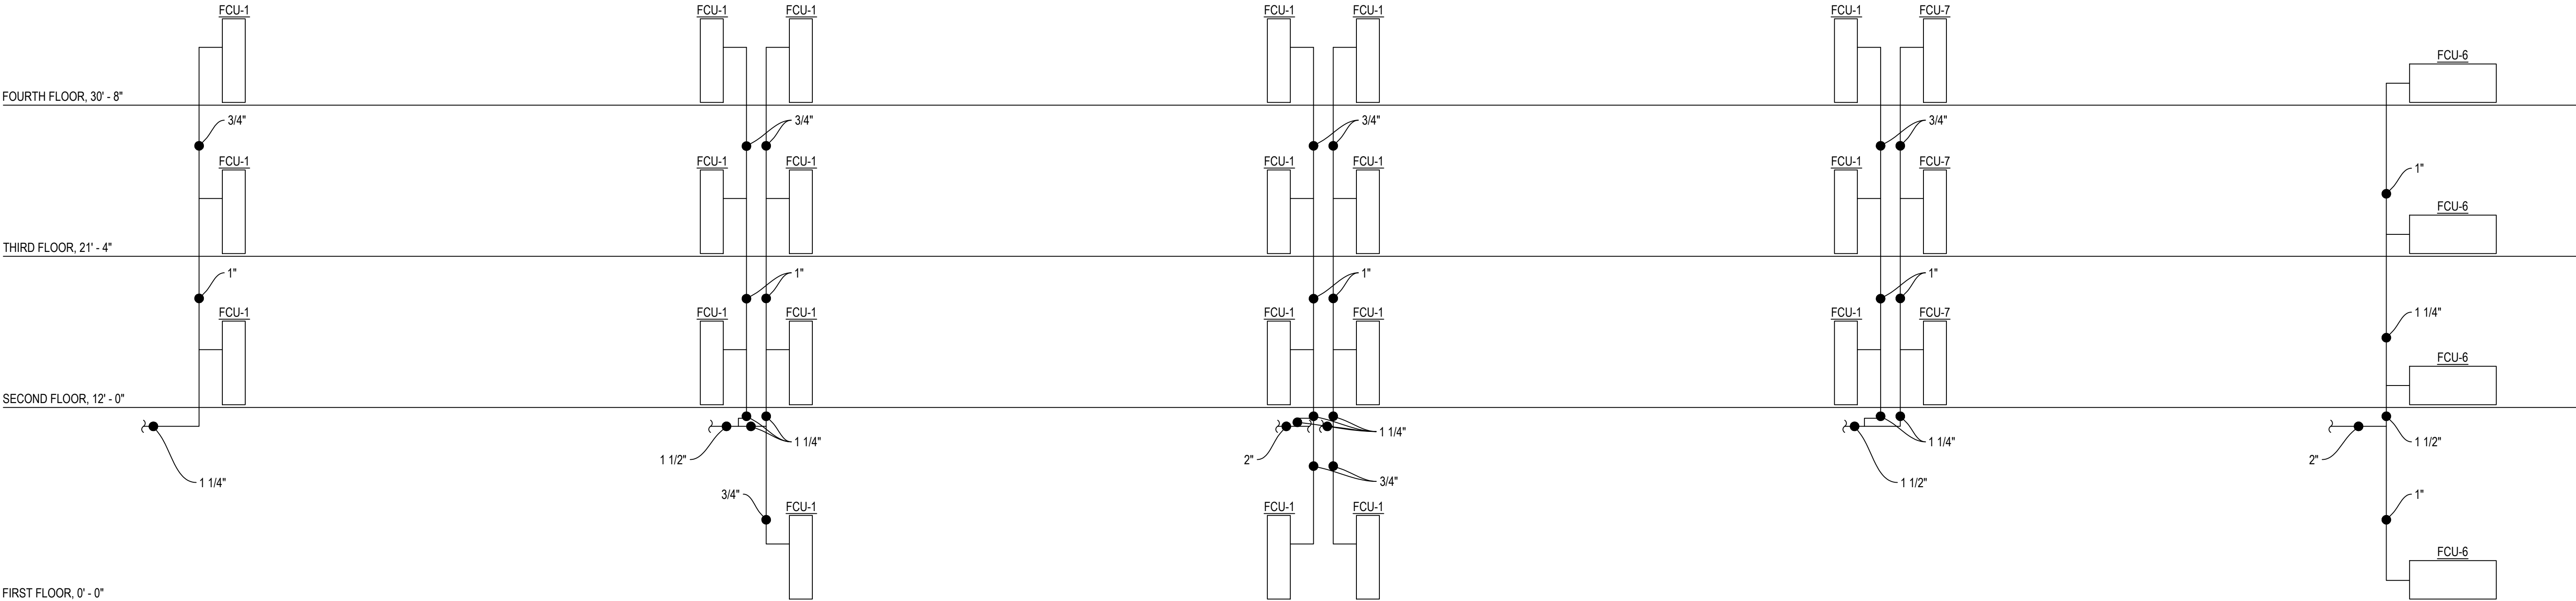 FCU-1
FCU-1
FCU-1
FCU-1
FCU-1
FCU-1
FCU-7
FCU-6
FOURTH FLOOR, 30' - 8"
3/4"
3/4"
3/4"
3/4"
FCU-1
FCU-1
FCU-1
FCU-1
FCU-1
FCU-1
FCU-7
1"
FCU-6
THIRD FLOOR, 21' - 4"
1"
1"
1"
1"
FCU-1
FCU-1
FCU-1
FCU-1
FCU-1
FCU-1
FCU-7
1 1/4"
FCU-6
SECOND FLOOR, 12' - 0"
1 1/4"
1 1/4"
1 1/4"
1 1/2"
1 1/2"
2"
2"
1 1/4"
3/4"
1 1/2"
3/4"
1"
FCU-1
FCU-1
FCU-1
FCU-6
FIRST FLOOR, 0' - 0"